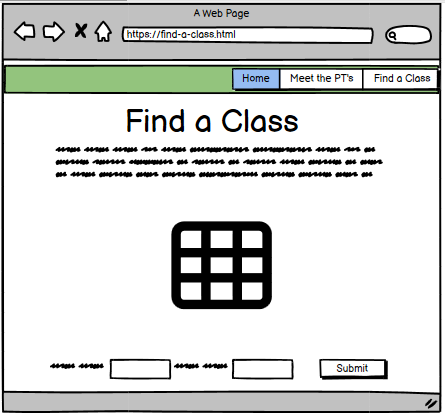 A Web Page
https://find-a-class.html
Home Meet the PT's Find a Class
Find a Class
Submit